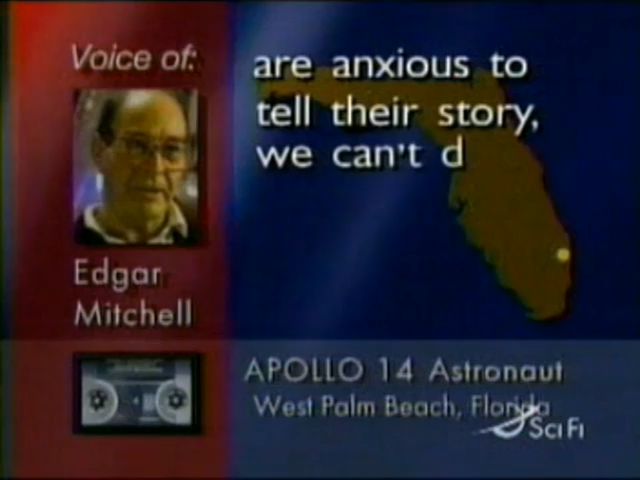 Voice of:
are anxious to
tell their story,
we can't d
Edgar
Mitchell
APOLLO 14 Astronaut
West Palm Beach, Florida
SCI FI